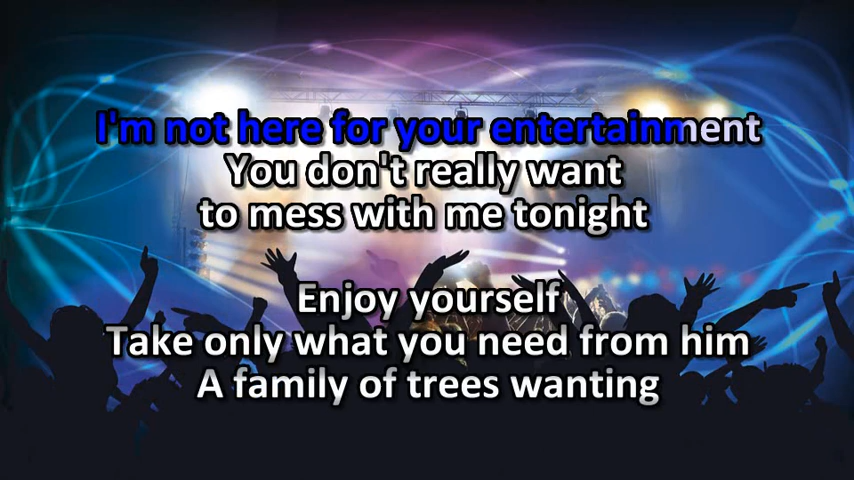 I'm not here for your entertainment
You don't really want
to mess with me tonight
Enjoy yourself
Take only what you need from him
A family of trees wanting